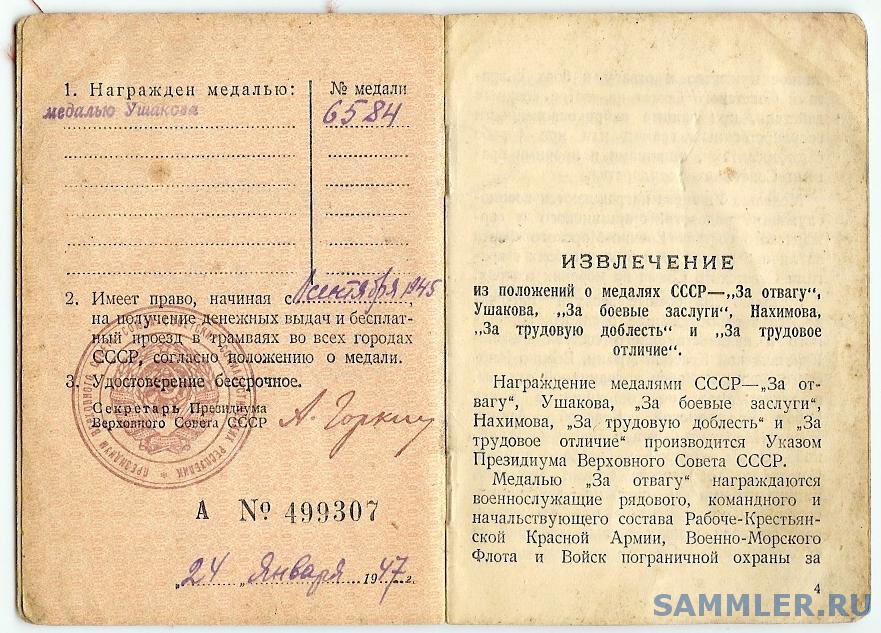 1. Награжден медалью: № медали
медалью Ушакова 6584
2. Имеет право, начиная с 1 сентября 1945,
на получение денежных выдач и бесплат-
ный проезд в трамваях во всех городах
СССР, согласно положению о медали.
3. Удостоверение бессрочное.
Секретарь Президиума
Верховного Совета СССР А. Горкин
А № 499307
„24 „ Января 1947 г.
ИЗВЛЕЧЕНИЕ
из положений о медалях СССР—„За отвагу“,
Ушакова, „За боевые заслуги“, Нахимова,
„За трудовую доблесть“ и „За трудовое
отличие“.
Награждение медалями СССР—„За от-
вагу“, Ушакова, „За боевые заслуги“,
Нахимова, „За трудовую доблесть“ и „За
трудовое отличие“ производится Указом
Президиума Верховного Совета СССР.
Медалью „За отвагу“ награждаются
военнослужащие рядового, командного и
начальствующего состава Рабоче-Крестьян-
ской Красной Армии, Военно-Морского
Флота и Войск пограничной охраны за
4
SAMMLER.RU